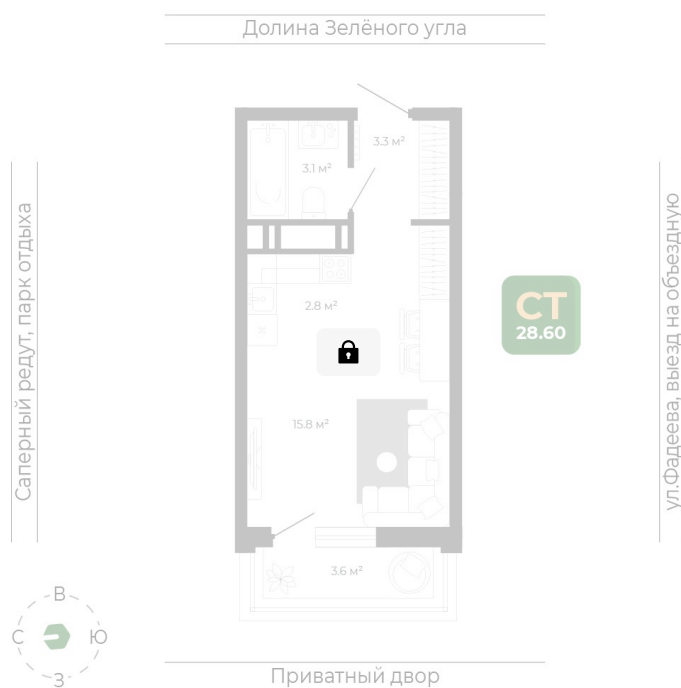 Долина Зелёного угла
3.3 м²
3.1 м²
Саперный редут, парк отдыха
ул.Фадеева, выезд на объездную
СТ
28.60
2.8 м²
15.8 м²
3.6 м²
В
С
Ю
З
Приватный двор